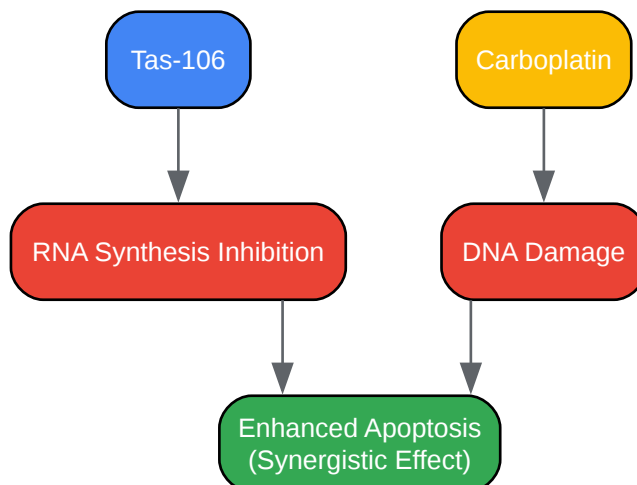 Tas-106
Carboplatin
RNA Synthesis Inhibition
DNA Damage
Enhanced Apoptosis
(Synergistic Effect)